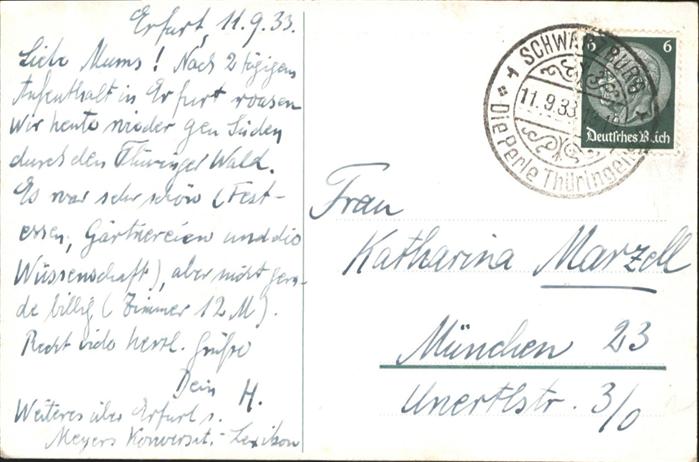 Erfurt, 11.9.33.
Liebe Mums! Nach 2 tägigem
Aufenthalt in Erfurt
wir heute wieder gen Süden
durch den Thüringer Wald.
Es war sehr schön (Fest-
essen, Gärtnereien und die
Wissenschaft), aber nicht gera-
de billig (Zimmer 12 M).
Recht viele herzl. Grüße
Dein H.
Weiteres über Erfurt s.
Meyers Konversat.-Lexikon
SCHWARZBURG
11.9.33
Die Perle Thüringens
6 6
Deutsches Reich
Frau
Katharina Marzell
München 23
Unertlstr. 3/0